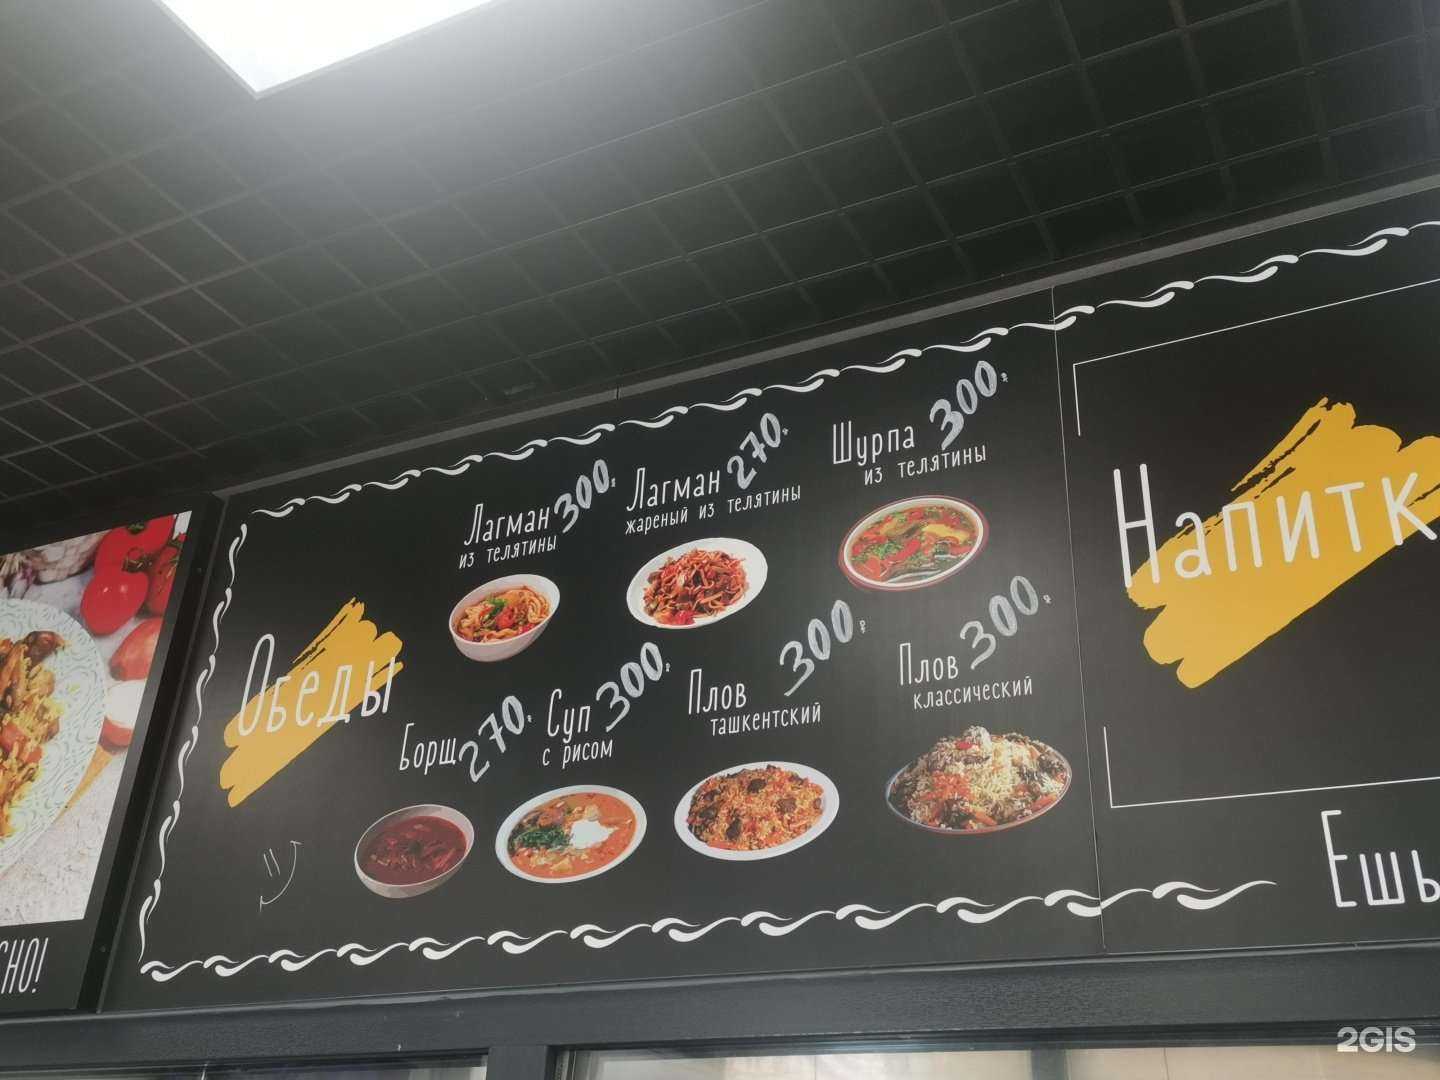 Лагман 300
из телятины
Лагман 270
жареный из телятины
Шурпа 300
из телятины
Обеды
Борщ 270
Суп 300
с рисом
Плов 300
ташкентский
Плов 300
классический
Напитк
Ешь
СНО!
2GIS